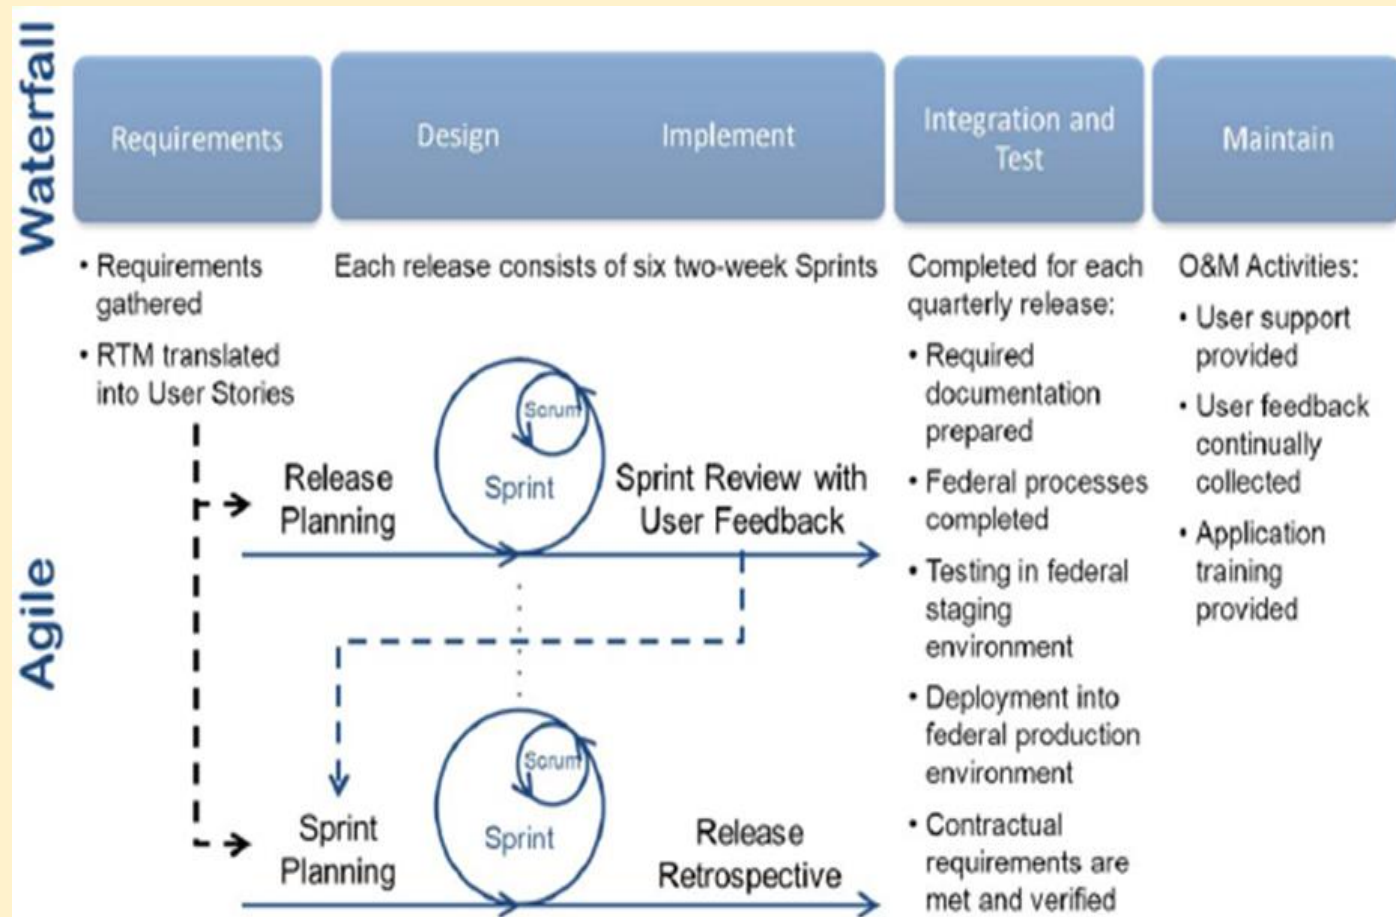 Waterfall
Requirements
Design
Implement
Integration and
Test
Maintain
• Requirements
gathered
• RTM translated
into User Stories
Each release consists of six two-week Sprints
Scrum
Sprint
Release
Planning
Sprint Review with
User Feedback
Agile
Scrum
Sprint
Sprint
Planning
Release
Retrospective
Completed for each
quarterly release:
• Required
documentation
prepared
• Federal processes
completed
• Testing in federal
staging
environment
• Deployment into
federal production
environment
• Contractual
requirements are
met and verified
O&M Activities:
• User support
provided
• User feedback
continually
collected
• Application
training
provided